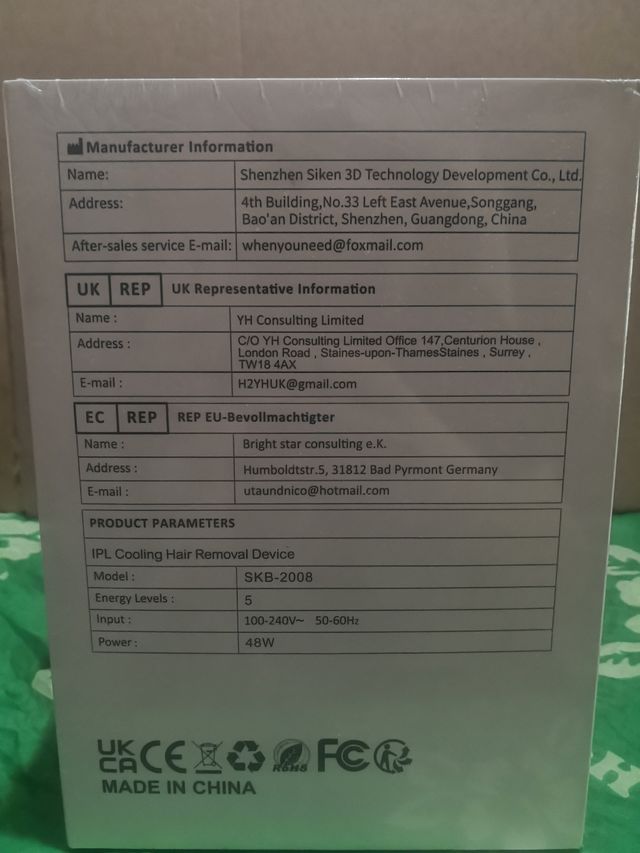 Manufacturer Information
Name: Shenzhen Siken 3D Technology Development Co., Ltd.
Address: 4th Building,No.33 Left East Avenue,Songgang,
Bao'an District, Shenzhen, Guangdong, China
After-sales service E-mail: whenyouneed@foxmail.com
UK REP UK Representative Information
Name : YH Consulting Limited
Address : C/O YH Consulting Limited Office 147,Centurion House ,
London Road , Staines-upon-ThamesStaines , Surrey ,
TW18 4AX
E-mail : H2YHUK@gmail.com
EC REP REP EU-Bevollmachtigter
Name : Bright star consulting e.K.
Address : Humboldtstr.5, 31812 Bad Pyrmont Germany
E-mail : utaundnico@hotmail.com
PRODUCT PARAMETERS
IPL Cooling Hair Removal Device
Model : SKB-2008
Energy Levels : 5
Input : 100-240V~ 50-60Hz
Power : 48W
UK CA CE RoHS FC
MADE IN CHINA